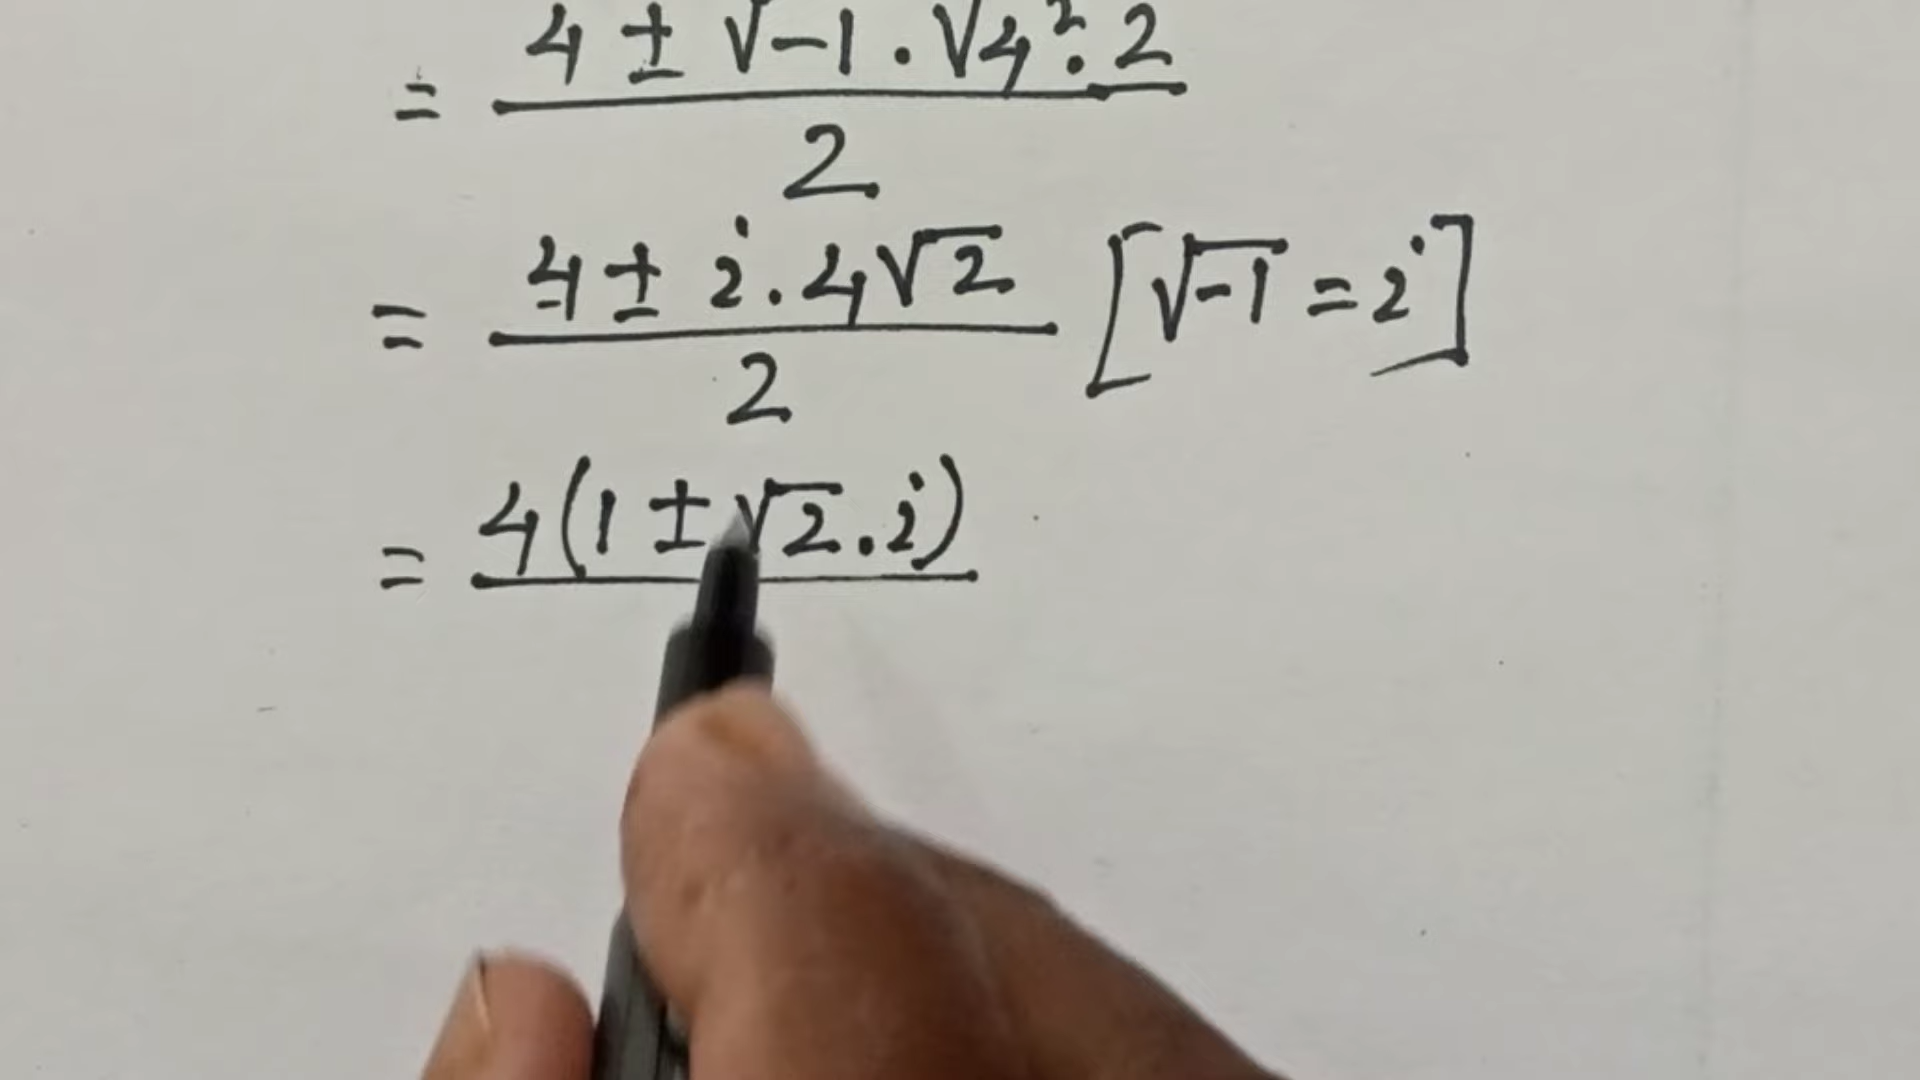 = (4 ± √-1 . √4² . 2) / 2
= (4 ± i . 4√2) / 2 [√-1 = i]
= 4(1 ± √2 . i)